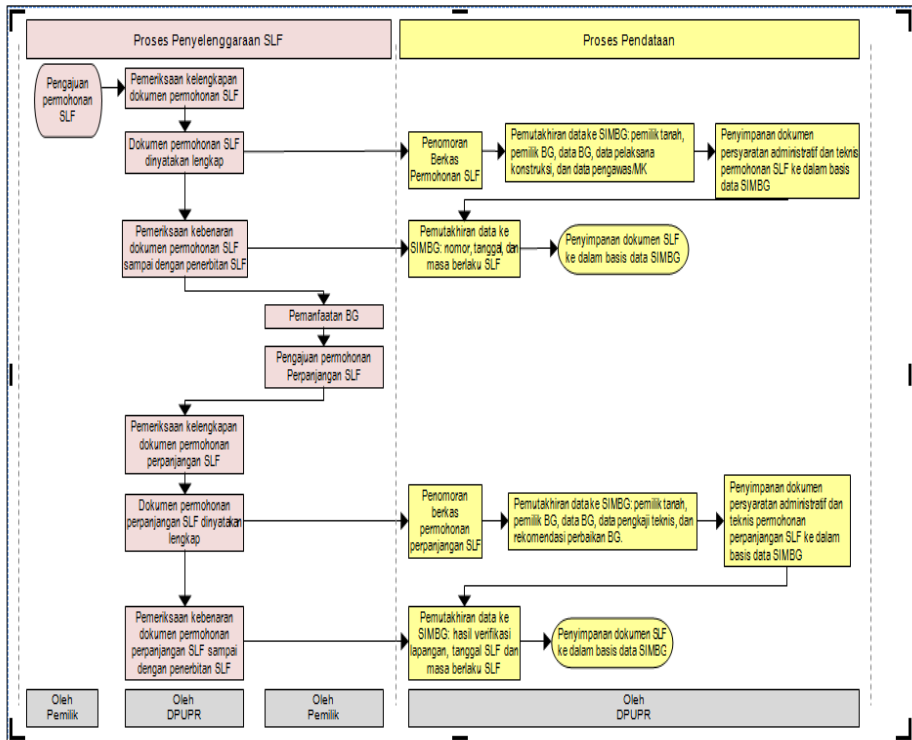 Proses Penyelenggaraan SLF
Proses Pendataan
Pengajuan
permohonan
SLF
Pemeriksaan kelengkapan
dokumen permohonan SLF
Dokumen permohonan SLF
dinyatakan lengkap
Penomoran
Berkas
Permohonan SLF
Pemutakhiran data ke SIMBG: pemilik tanah,
pemilik BG, data BG, data pelaksana
konstruksi, dan data pengawas/MK
Penyimpanan dokumen
persyaratan administratif dan teknis
permohonan SLF ke dalam basis
data SIMBG
Pemeriksaan kebenaran
dokumen permohonan SLF
sampai dengan penerbitan SLF
Pemutakhiran data ke
SIMBG: nomor, tanggal, dan
masa berlaku SLF
Penyimpanan dokumen SLF
ke dalam basis data SIMBG
Pemanfaatan BG
Pengajuan permohonan
Perpanjangan SLF
Pemeriksaan kelengkapan
dokumen permohonan
perpanjangan SLF
Dokumen permohonan
perpanjangan SLF dinyatakan
lengkap
Penomoran
berkas
permohonan
perpanjangan SLF
Pemutakhiran data ke SIMBG: pemilik tanah,
pemilik BG, data BG, data pengkaji teknis, dan
rekomendasi perbaikan BG.
Penyimpanan dokumen
persyaratan administratif dan
teknis permohonan
perpanjangan SLF ke dalam
basis data SIMBG
Pemeriksaan kebenaran
dokumen permohonan
perpanjangan SLF sampai
dengan penerbitan SLF
Pemutakhiran data ke
SIMBG: hasil verifikasi
lapangan, tanggal SLF dan
masa berlaku SLF
Penyimpanan dokumen SLF
ke dalam basis data SIMBG
Oleh
Pemilik
Oleh
DPUPR
Oleh
Pemilik
Oleh
DPUPR